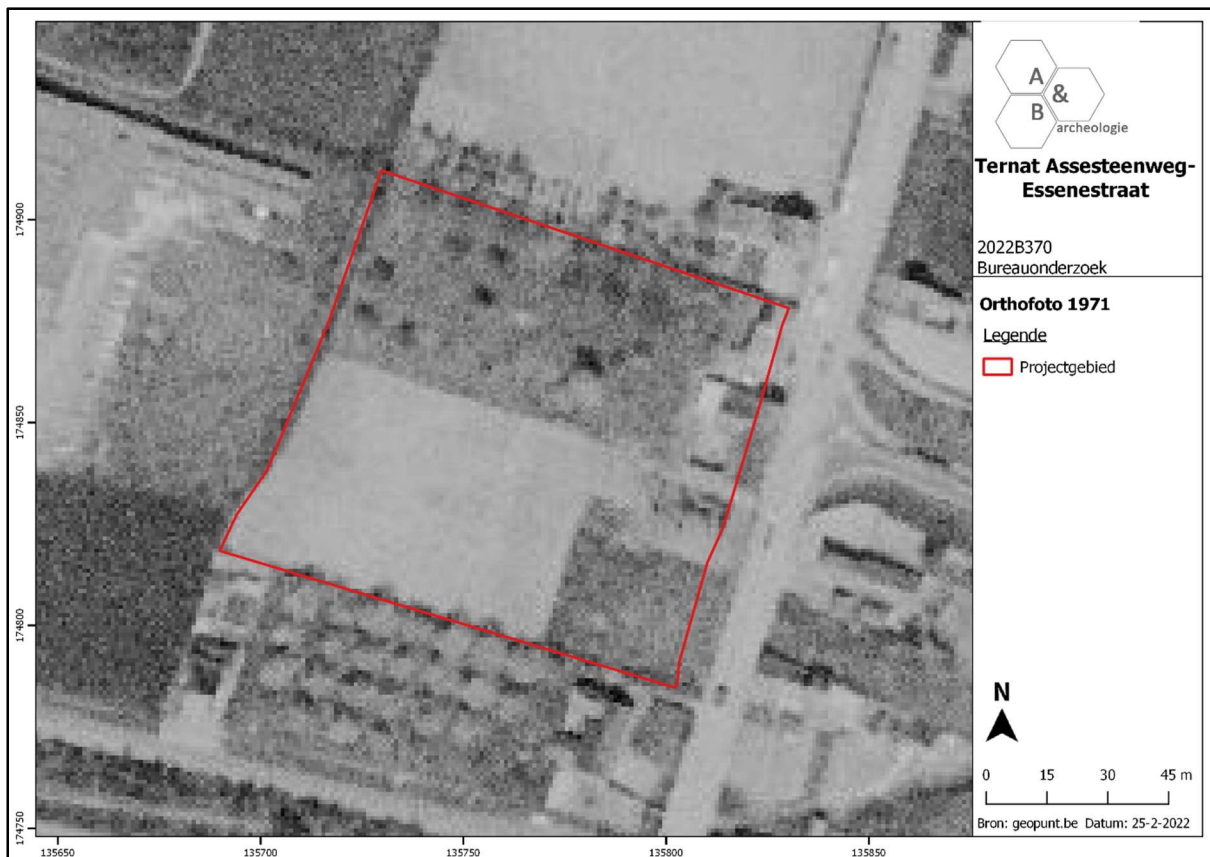 A
&
B
archeologie
Ternat Assesteenweg-
Essenestraat
2022B370
Bureauonderzoek
Orthofoto 1971
Legende
Projectgebied
N
0 15 30 45 m
Bron: geopunt.be Datum: 25-2-2022
174900
174850
174800
174750
135650 135700 135750 135800 135850